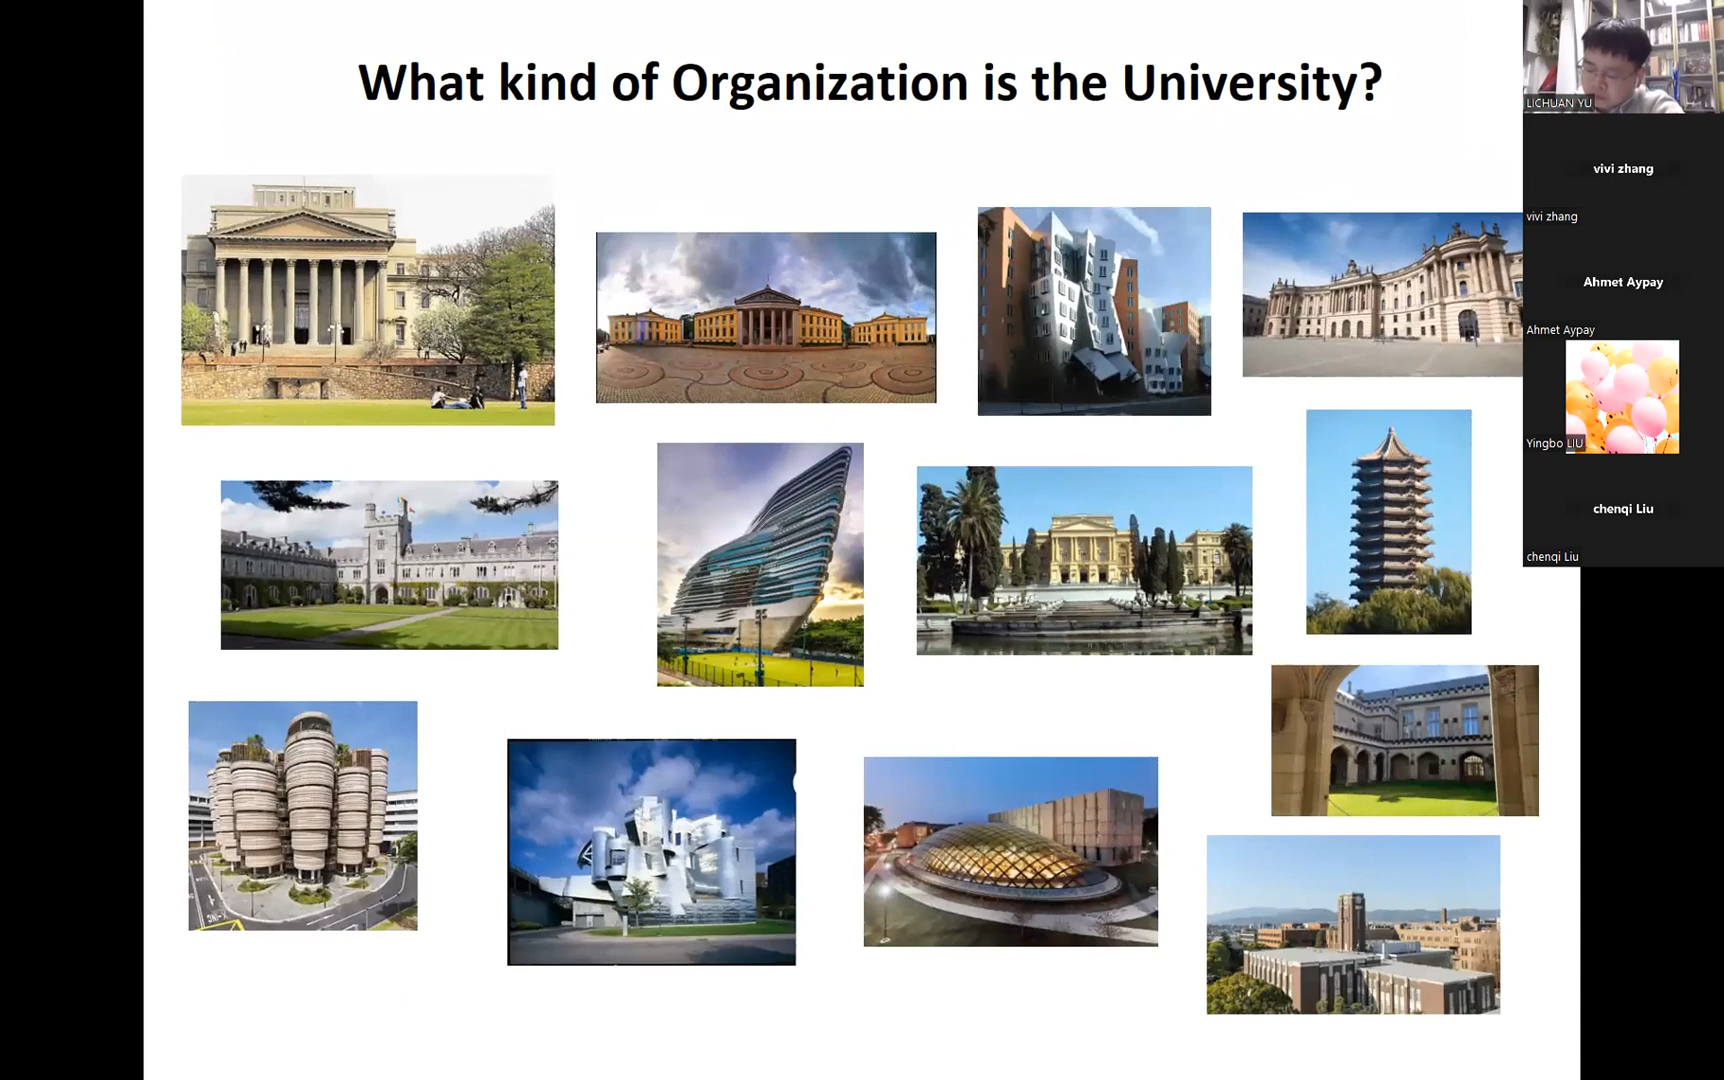 What kind of Organization is the University?
LICHUAN YU
vivi zhang
vivi zhang
Ahmet Aypay
Ahmet Aypay
Yingbo LIU
chenqi Liu
chenqi Liu